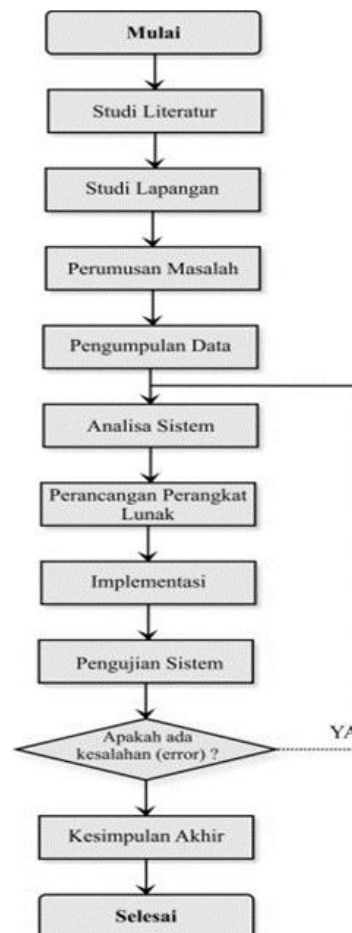 Mulai
Studi Literatur
Studi Lapangan
Perumusan Masalah
Pengumpulan Data
Analisa Sistem
Perancangan Perangkat
Lunak
Implementasi
Pengujian Sistem
Apakah ada
kesalahan (error) ?
YA
Kesimpulan Akhir
Selesai